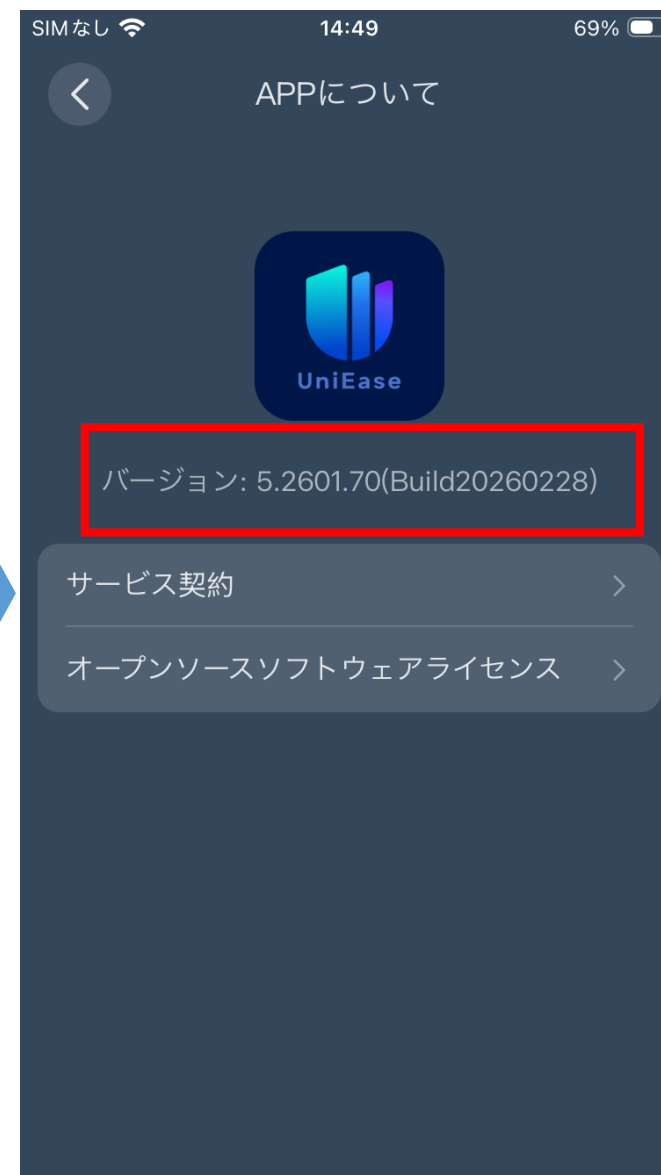 SIMなし 14:49 69%
APPについて
UniEase
バージョン: 5.2601.70(Build20260228)
サービス契約
オープンソースソフトウェアライセンス